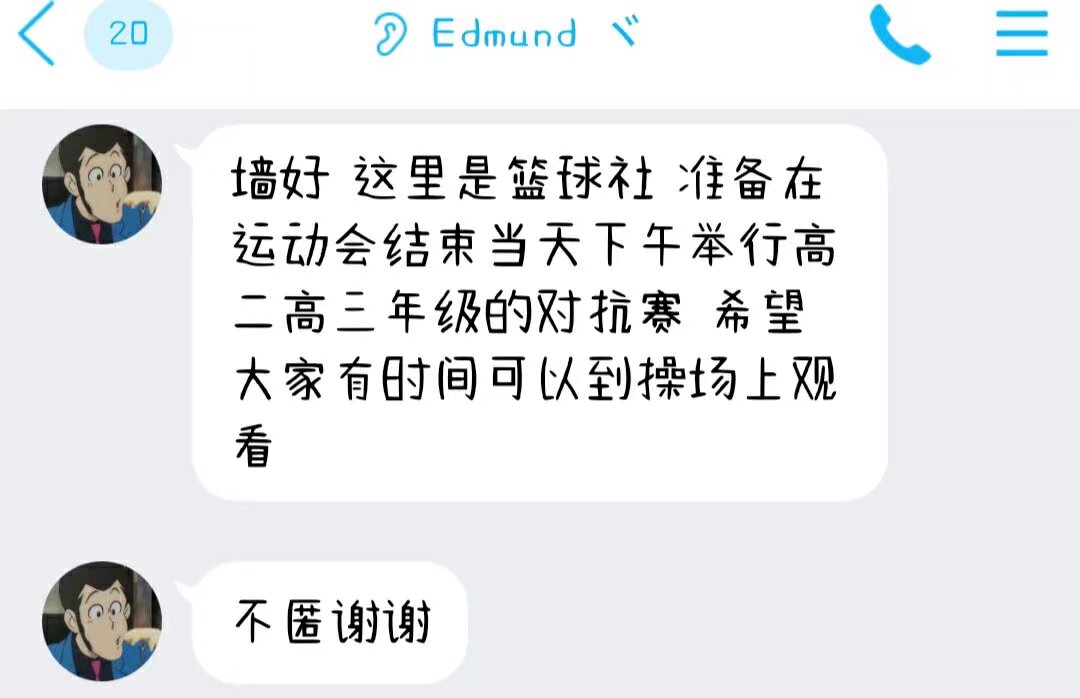 20
Edmund ヾ
墙好 这里是篮球社 准备在
运动会结束当天下午举行高
二高三年级的对抗赛 希望
大家有时间可以到操场上观
看
不匿谢谢